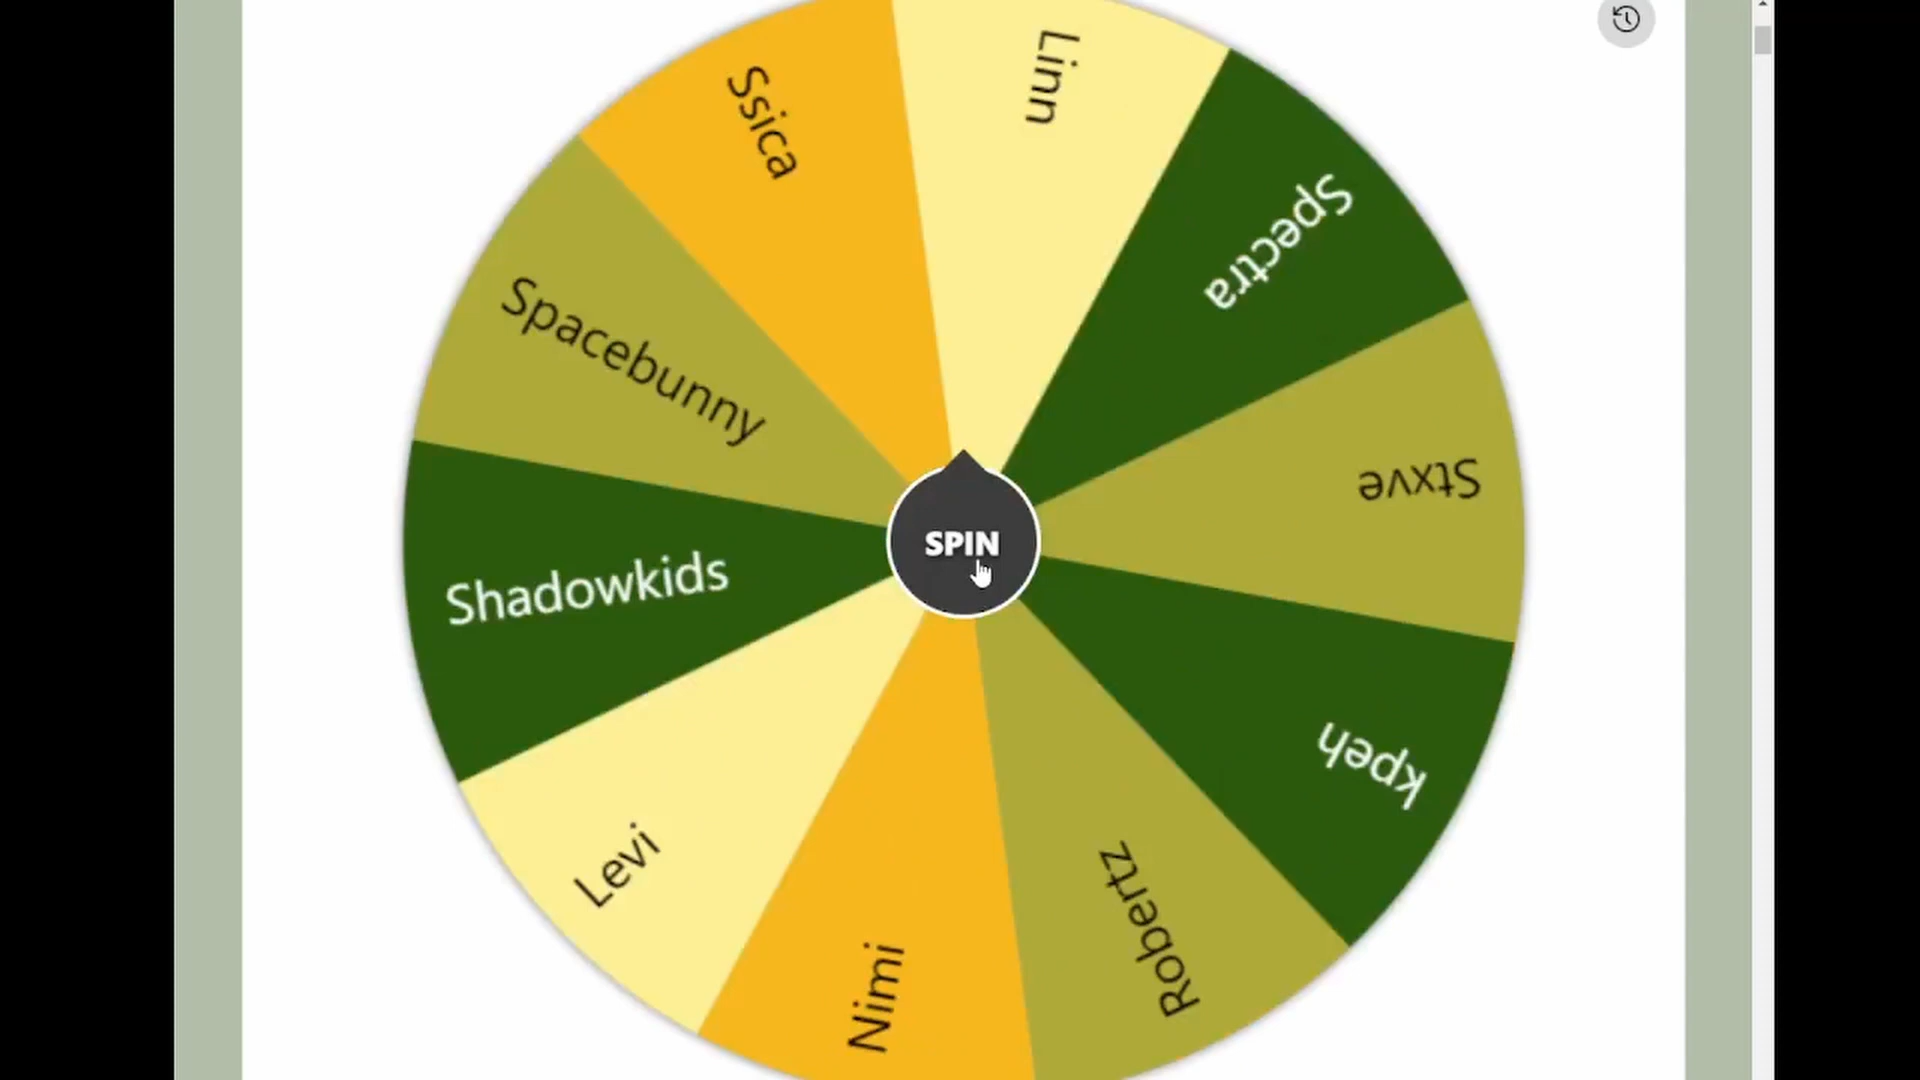 Linn
Spectra
Stxve
kpeh
Robertz
Nimi
Levi
Shadowkids
Spacebunny
Ssica
SPIN